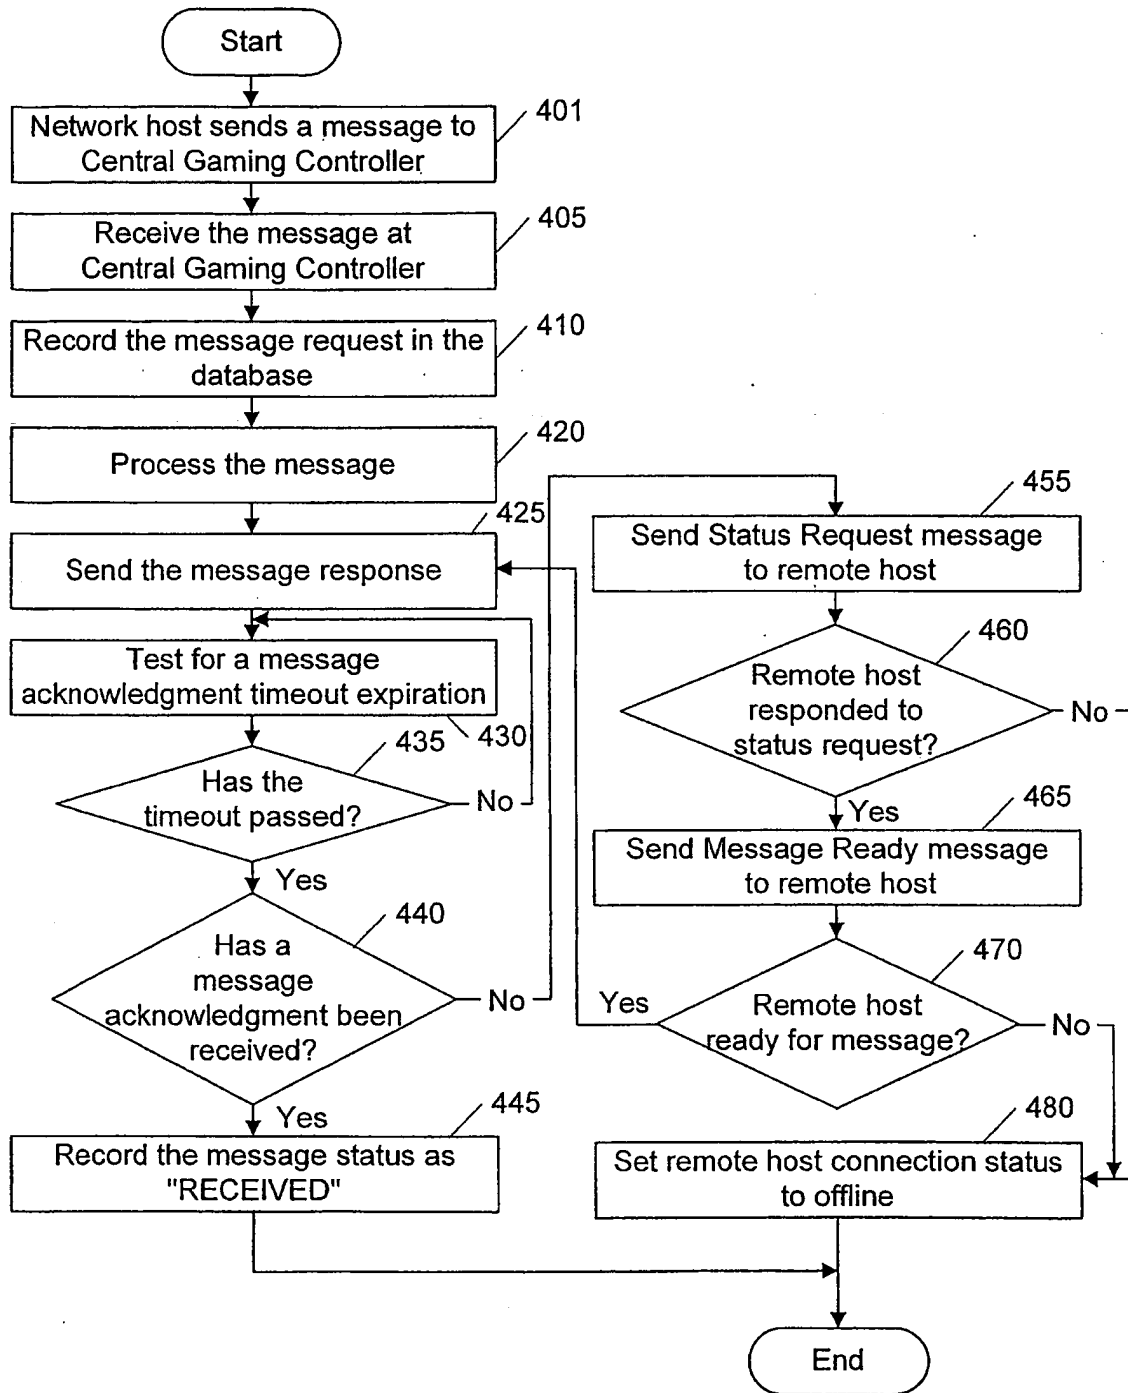 Start
Network host sends a message to
Central Gaming Controller
401
Receive the message at
Central Gaming Controller
405
Record the message request in the
database
410
Process the message
420
Send the message response
425
Test for a message
acknowledgment timeout expiration
430
Has the
timeout passed?
435
No
Yes
Has a
message
acknowledgment been
received?
440
No
Yes
Record the message status as
"RECEIVED"
445
Send Status Request message
to remote host
455
Remote host
responded to
status request?
460
No
Yes
Send Message Ready message
to remote host
465
Remote host
ready for message?
470
Yes
No
Set remote host connection status
to offline
480
End